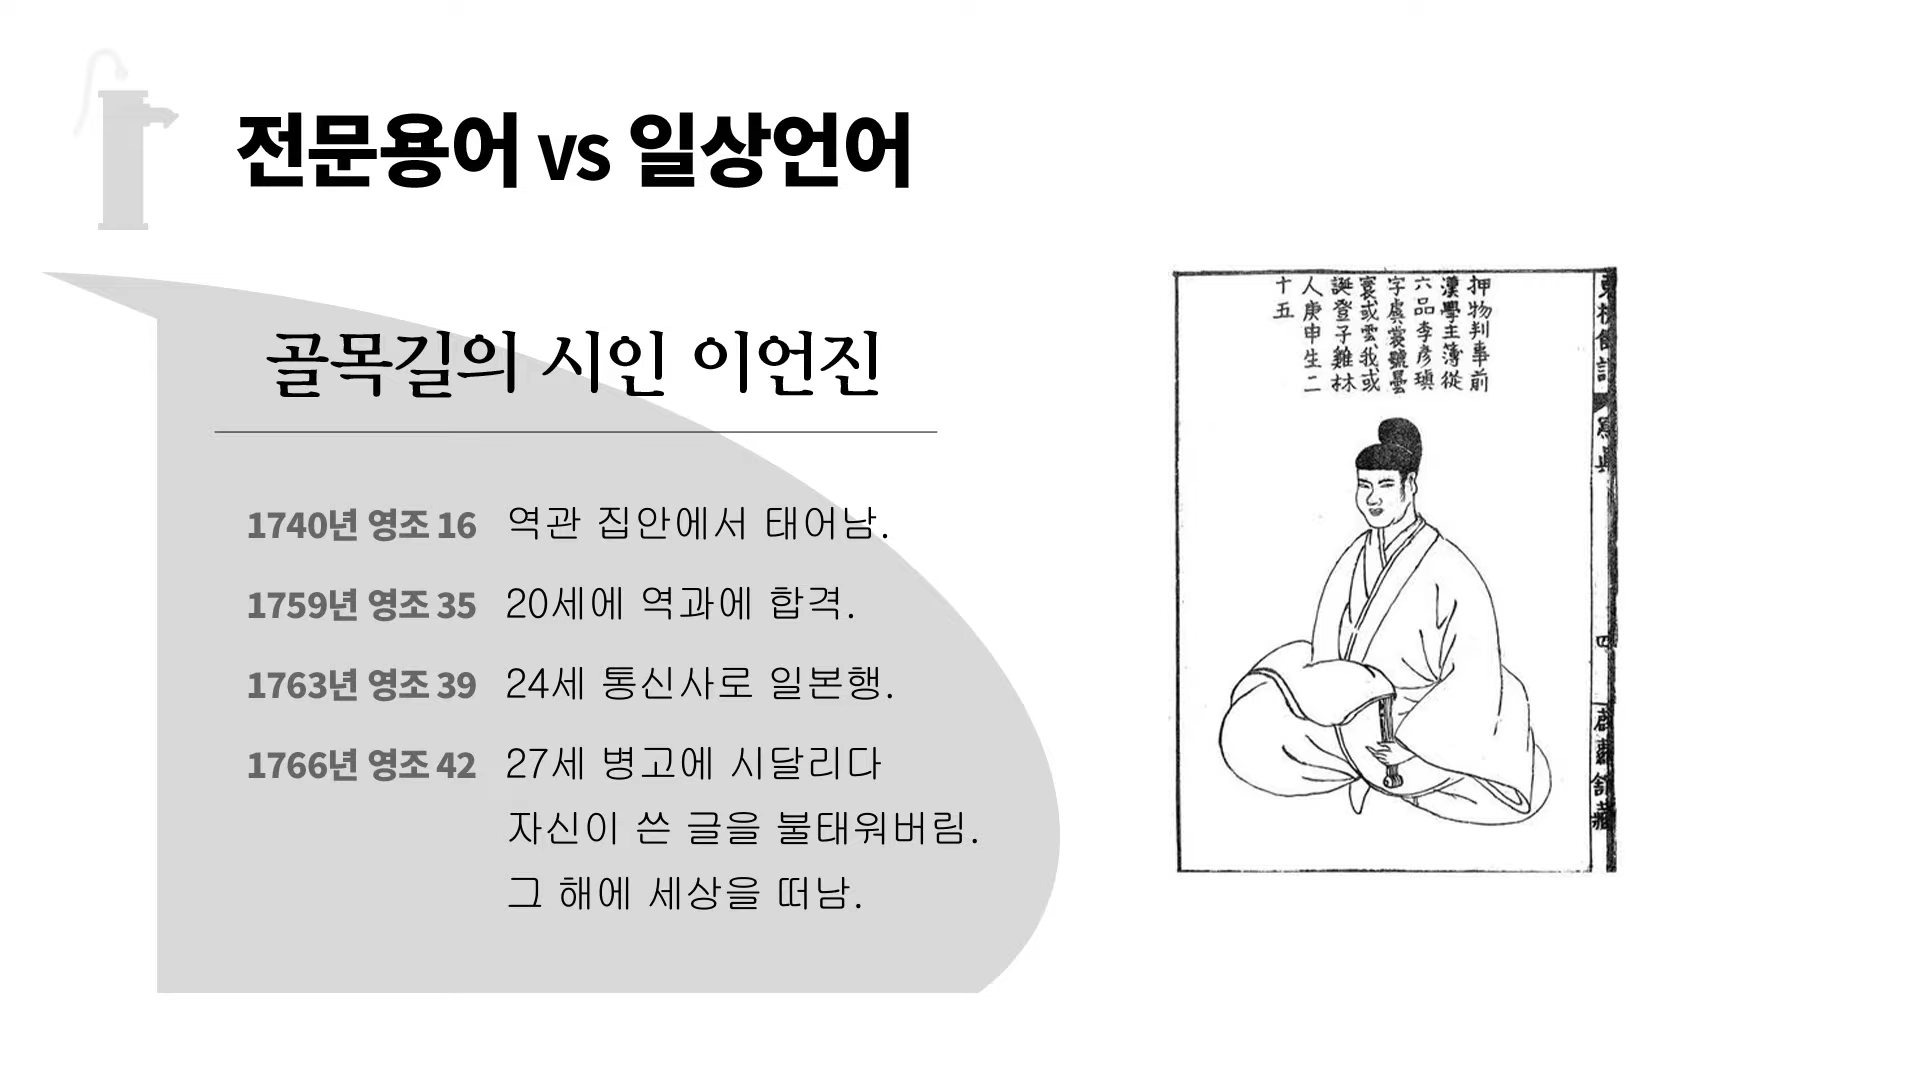 전문용어 vs 일상언어
골목길의 시인 이언진
1740년 영조 16 역관 집안에서 태어남.
1759년 영조 35 20세에 역과에 합격.
1763년 영조 39 24세 통신사로 일본행.
1766년 영조 42 27세 병고에 시달리다
자신이 쓴 글을 불태워버림.
그 해에 세상을 떠남.
押物判事前
漢學主簿從
六品李彦瑱
字虞裳號曇
寰或雲我或
誕登子雞林
人庚申生二
十五
四